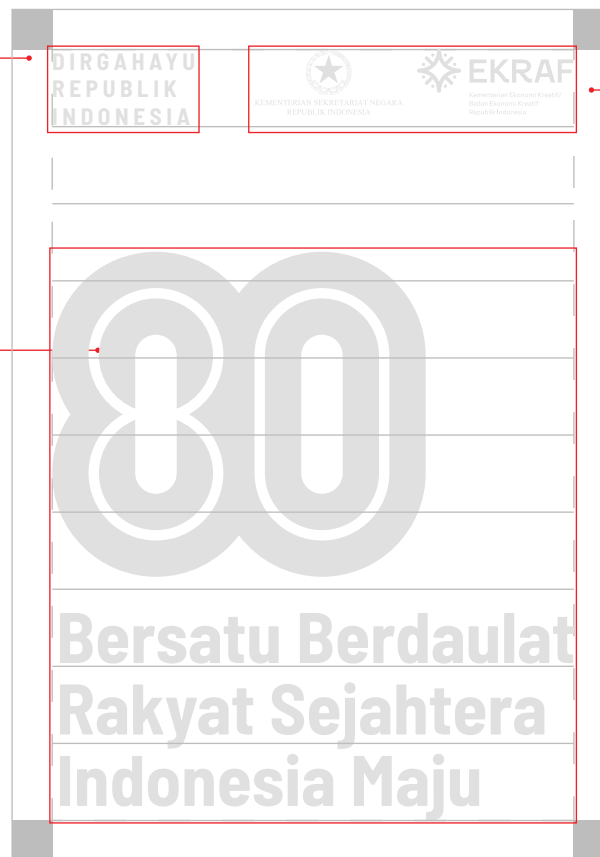 DIRGAHAYU
REPUBLIK
INDONESIA
KEMENTERIAN SEKRETARIAT NEGARA
REPUBLIK INDONESIA
EKRAF
Kementerian Ekonomi Kreatif/
Badan Ekonomi Kreatif
Republik Indonesia
80
Bersatu Berdaulat
Rakyat Sejahtera
Indonesia Maju